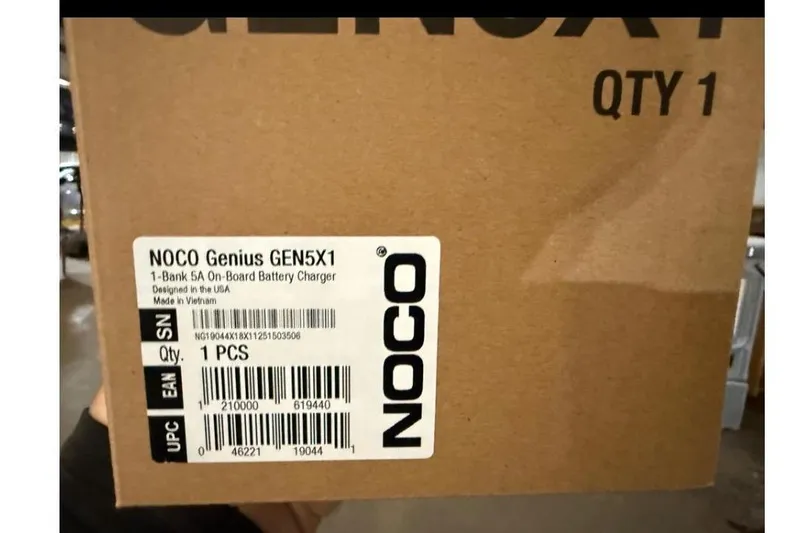 GEN5X1
QTY 1
NOCO Genius GEN5X1
1-Bank 5A On-Board Battery Charger
Designed in the USA
Made in Vietnam
SN
NG19044X18X11251503506
Qty. 1 PCS
EAN
1 210000 619440
UPC
0 46221 19044 1
NOCO®